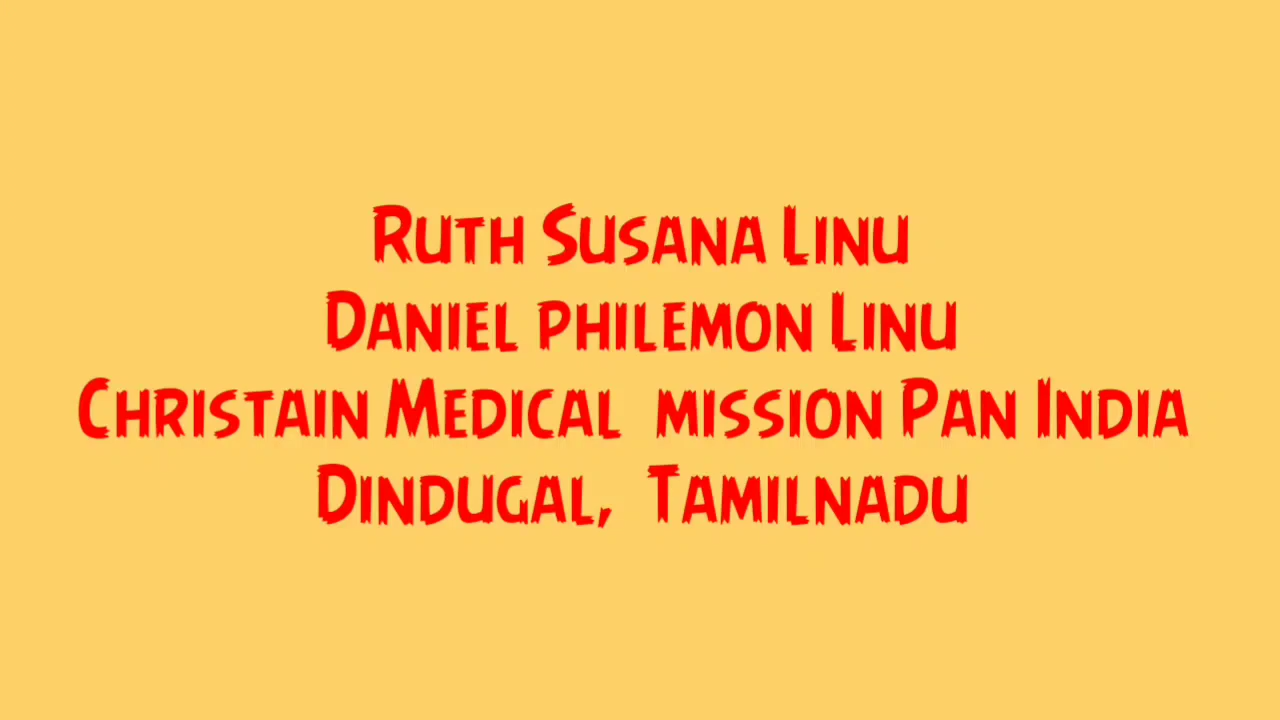 Ruth Susana Linu
Daniel philemon Linu
Christain Medical mission Pan India
Dindugal, Tamilnadu